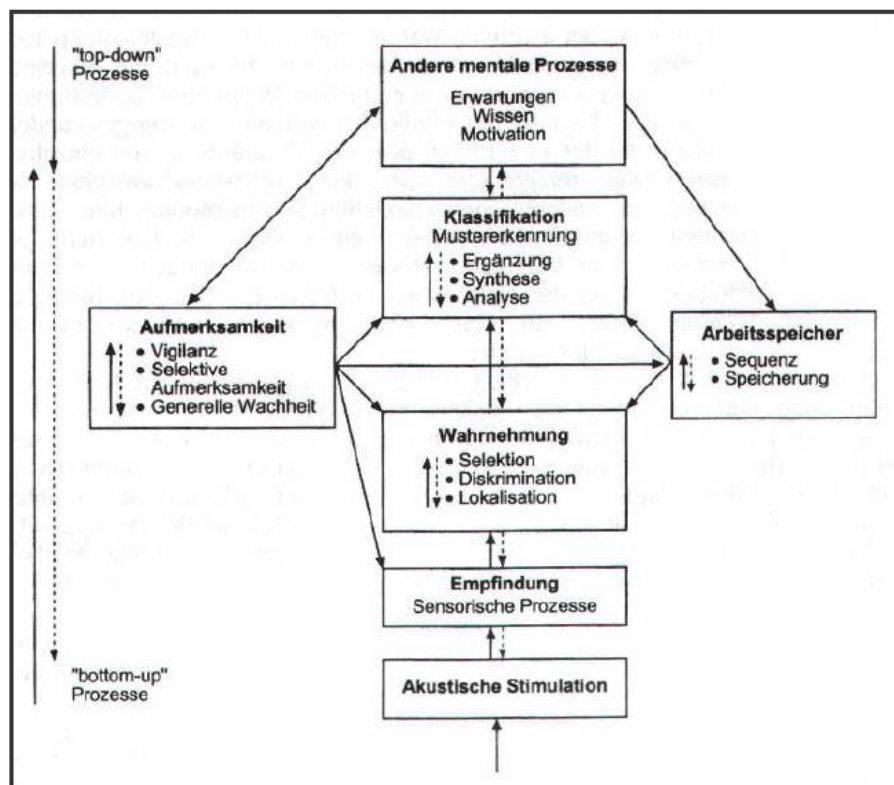 "top-down"
Prozesse
Andere mentale Prozesse
Erwartungen
Wissen
Motivation
Klassifikation
Mustererkennung
• Ergänzung
• Synthese
• Analyse
Aufmerksamkeit
• Vigilanz
• Selektive
Aufmerksamkeit
• Generelle Wachheit
Arbeitsspeicher
• Sequenz
• Speicherung
Wahrnehmung
• Selektion
• Diskrimination
• Lokalisation
Empfindung
Sensorische Prozesse
"bottom-up"
Prozesse
Akustische Stimulation